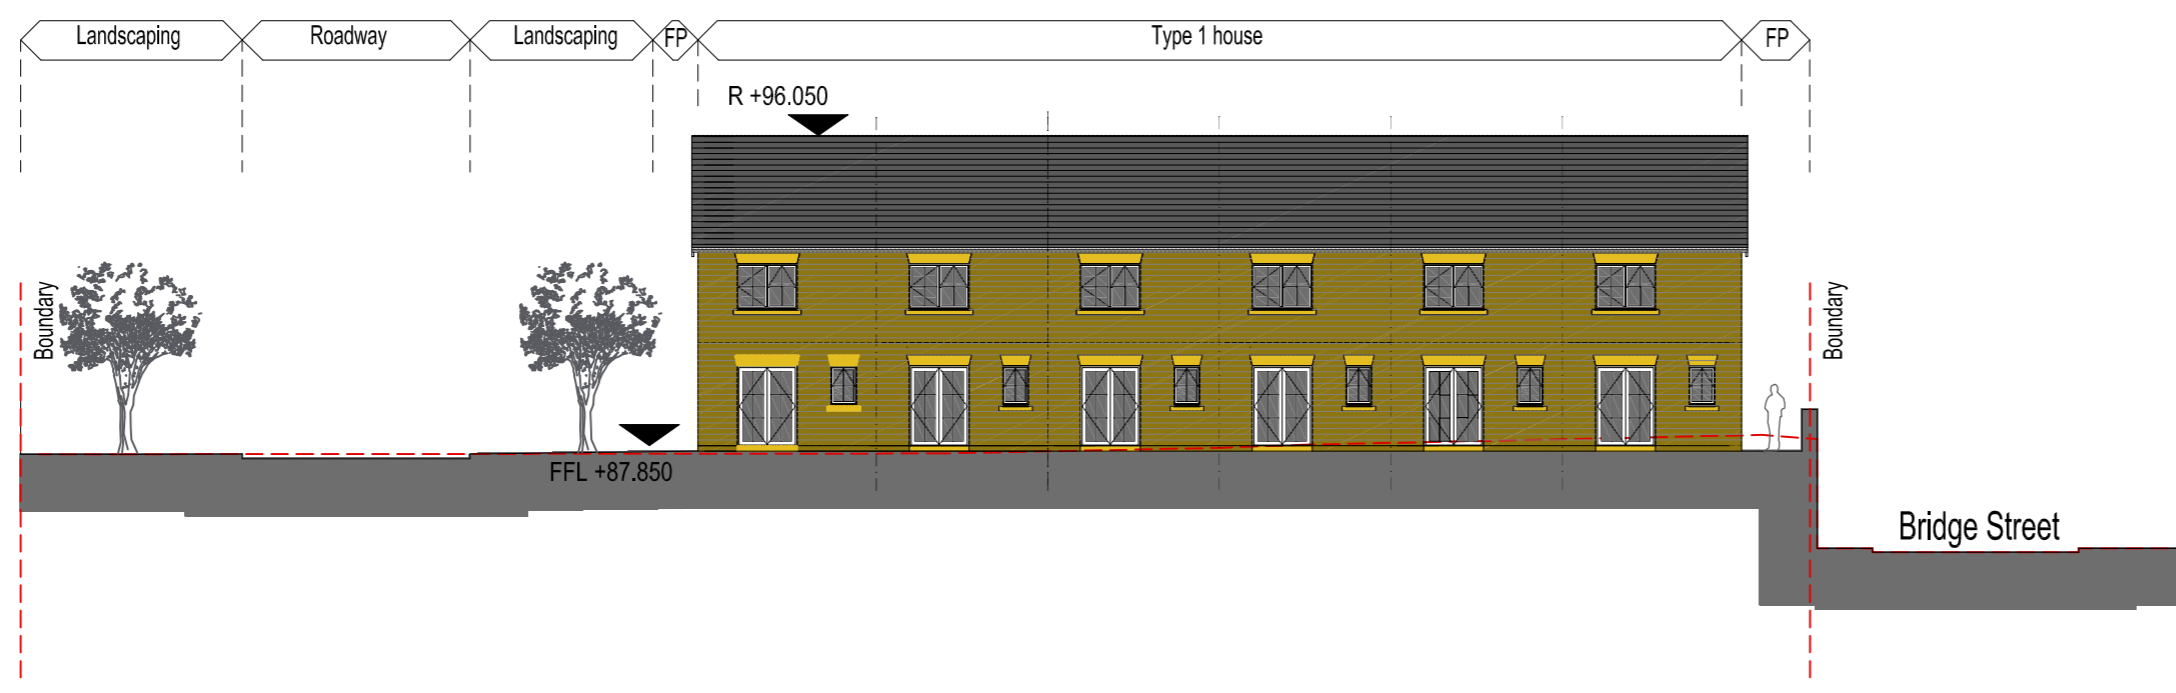 Landscaping
Roadway
Landscaping
FP
Type 1 house
FP
R +96.050
Boundary
Boundary
FFL +87.850
Bridge Street